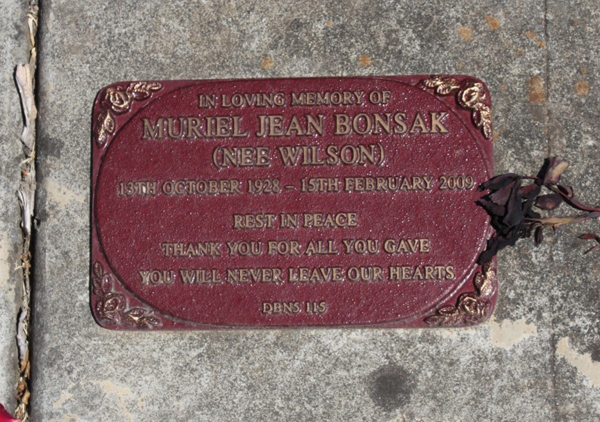 IN LOVING MEMORY OF
MURIEL JEAN BONSAK
(NEE WILSON)
13TH OCTOBER 1928 – 15TH FEBRUARY 2009
REST IN PEACE
THANK YOU FOR ALL YOU GAVE
YOU WILL NEVER LEAVE OUR HEARTS
DBNS 115